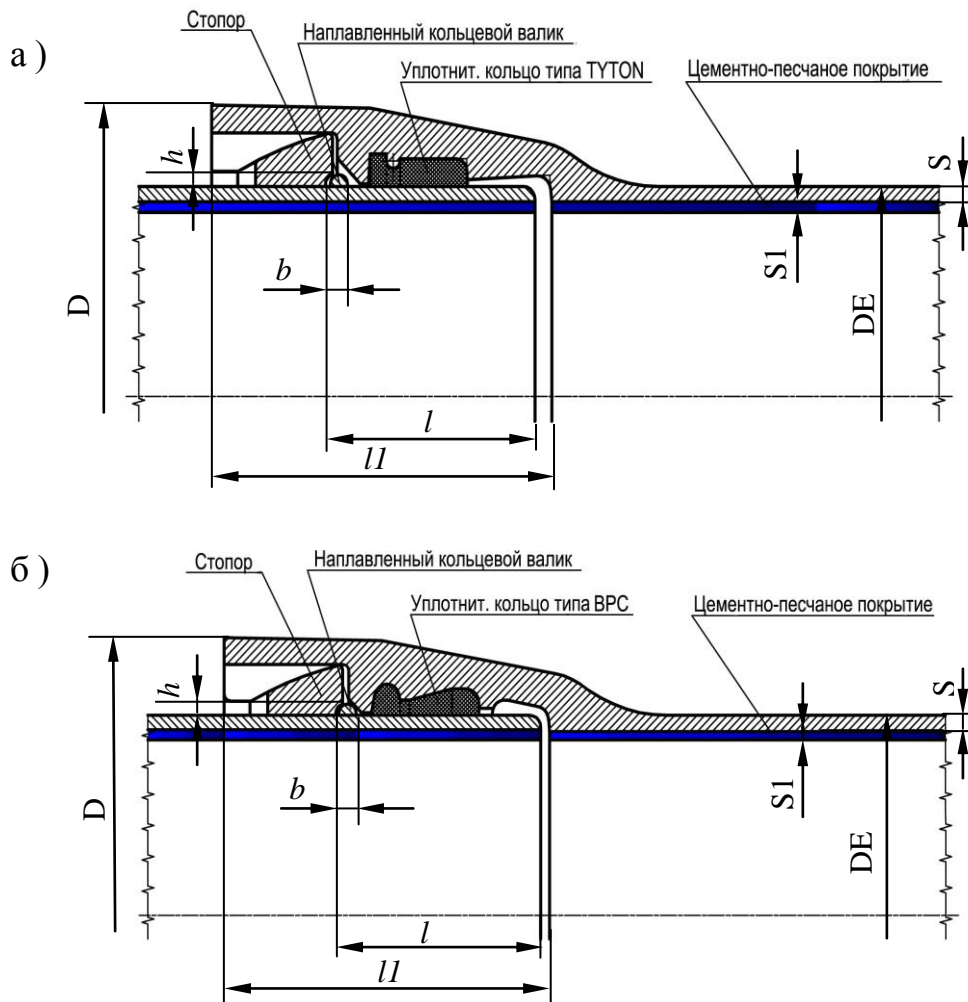 а )
Стопор
Наплавленный кольцевой валик
Уплотнит. кольцо типа TYTON
Цементно-песчаное покрытие
h
S
b
S1
D
DE
l
l1
б )
Стопор
Наплавленный кольцевой валик
Уплотнит. кольцо типа ВРС
Цементно-песчаное покрытие
h
S
b
S1
D
DE
l
l1